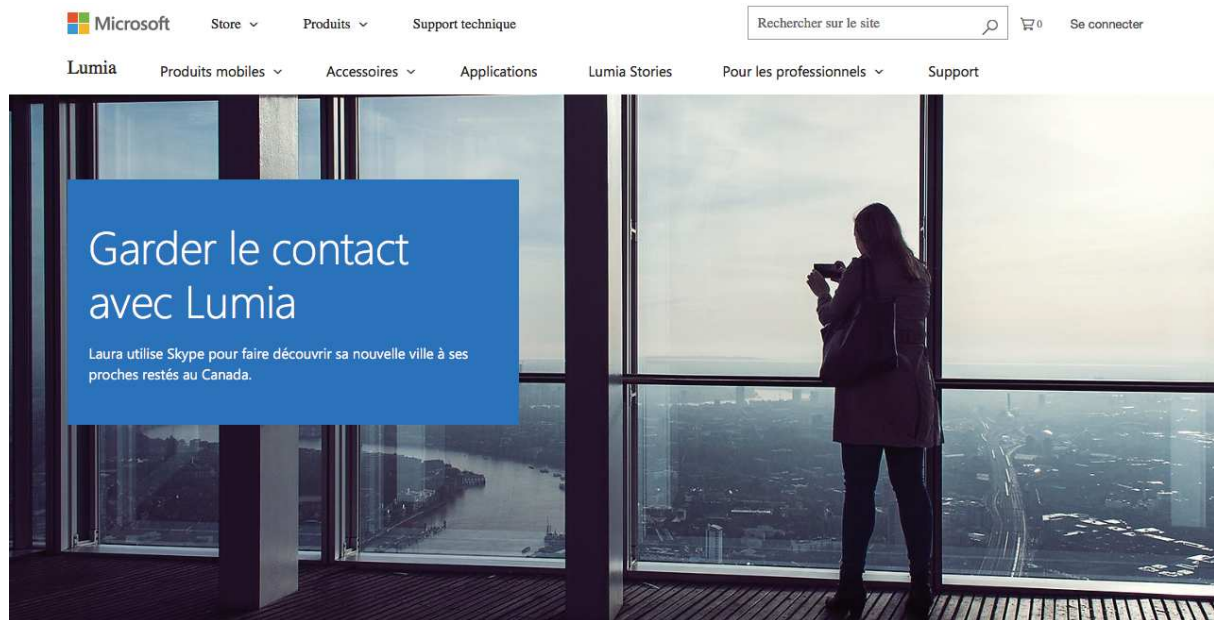 Microsoft Store Produits Support technique Rechercher sur le site 0 Se connecter
Lumia Produits mobiles Accessoires Applications Lumia Stories Pour les professionnels Support
Garder le contact
avec Lumia
Laura utilise Skype pour faire découvrir sa nouvelle ville à ses
proches restés au Canada.